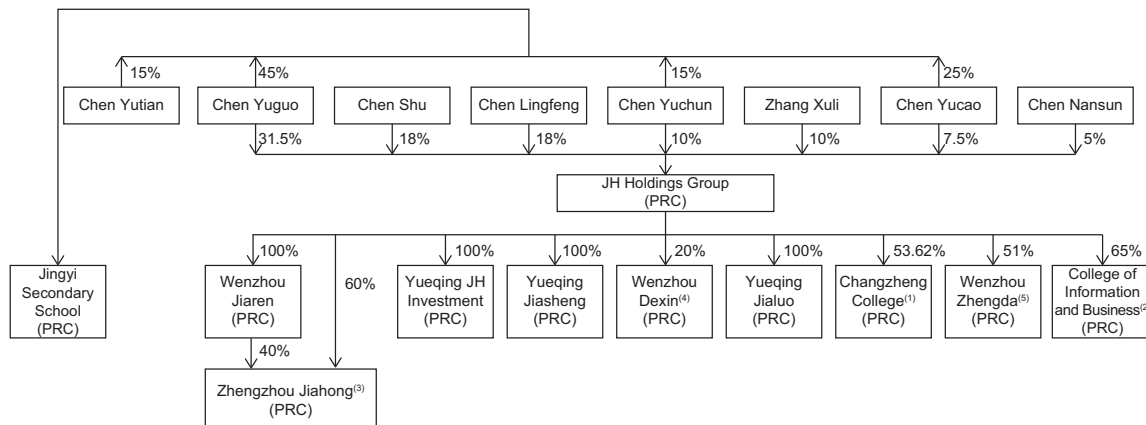 15%
45%
15%
25%
Chen Yutian
Chen Yuguo
Chen Shu
Chen Lingfeng
Chen Yuchun
Zhang Xuli
Chen Yucao
Chen Nansun
31.5%
18%
18%
10%
10%
7.5%
5%
JH Holdings Group
(PRC)
100%
60%
100%
100%
20%
100%
53.62%
51%
65%
Jingyi
Secondary
School
(PRC)
Wenzhou
Jiaren
(PRC)
Yueqing JH
Investment
(PRC)
Yueqing
Jiasheng
(PRC)
Wenzhou
Dexin(4)
(PRC)
Yueqing
Jialuo
(PRC)
Changzheng
College(1)
(PRC)
Wenzhou
Zhengda(5)
(PRC)
College of
Information
and Business(2
(PRC)
40%
Zhengzhou Jiahong(3)
(PRC)